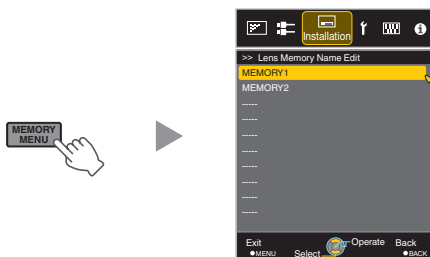 MEMORY
MENU
Installation
>> Lens Memory Name Edit
MEMORY1
MEMORY2
-----
-----
-----
-----
-----
-----
-----
-----
Exit
●MENU
Select
Operate
Back
●BACK